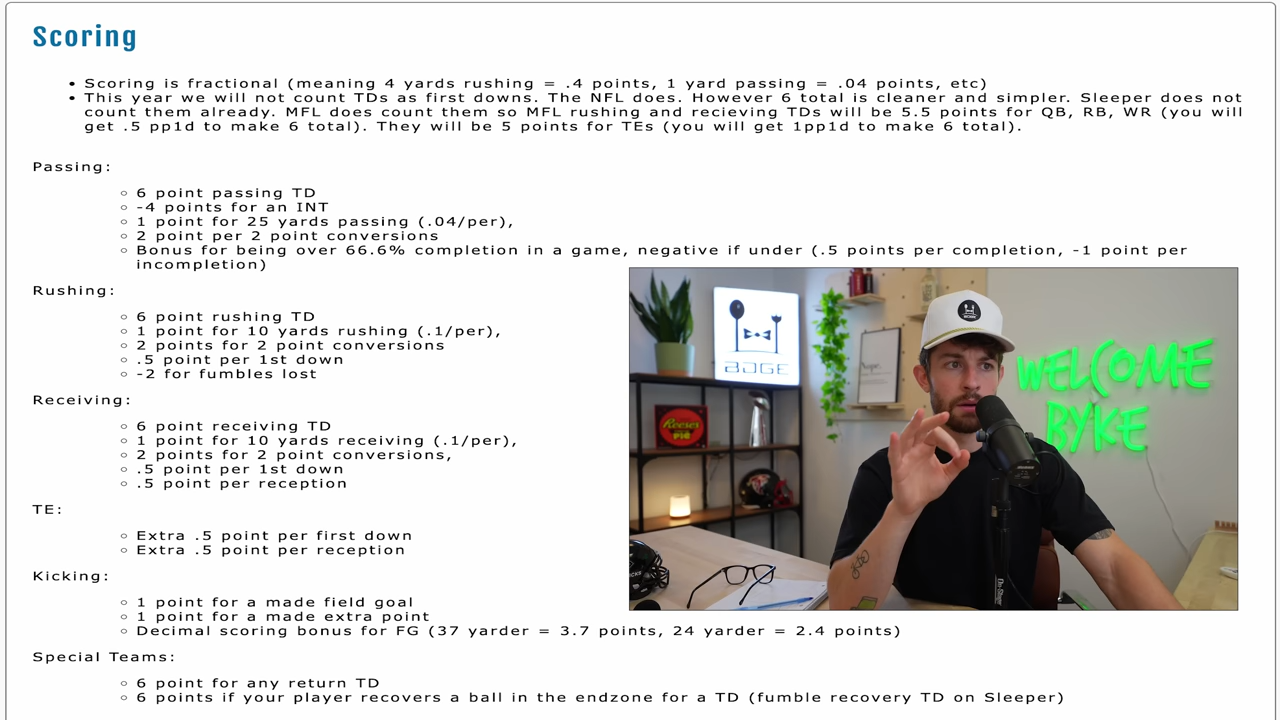 Scoring
• Scoring is fractional (meaning 4 yards rushing = .4 points, 1 yard passing = .04 points, etc)
• This year we will not count TDs as first downs. The NFL does. However 6 total is cleaner and simpler. Sleeper does not
count them already. MFL does count them so MFL rushing and recieving TDs will be 5.5 points for QB, RB, WR (you will
get .5 pp1d to make 6 total). They will be 5 points for TEs (you will get 1pp1d to make 6 total).
Passing:
◦ 6 point passing TD
◦ -4 points for an INT
◦ 1 point for 25 yards passing (.04/per),
◦ 2 point per 2 point conversions
◦ Bonus for being over 66.6% completion in a game, negative if under (.5 points per completion, -1 point per
incompletion)
Rushing:
◦ 6 point rushing TD
◦ 1 point for 10 yards rushing (.1/per),
◦ 2 points for 2 point conversions
◦ .5 point per 1st down
◦ -2 for fumbles lost
Receiving:
◦ 6 point receiving TD
◦ 1 point for 10 yards receiving (.1/per),
◦ 2 points for 2 point conversions,
◦ .5 point per 1st down
◦ .5 point per reception
TE:
◦ Extra .5 point per first down
◦ Extra .5 point per reception
Kicking:
◦ 1 point for a made field goal
◦ 1 point for a made extra point
◦ Decimal scoring bonus for FG (37 yarder = 3.7 points, 24 yarder = 2.4 points)
Special Teams:
◦ 6 point for any return TD
◦ 6 points if your player recovers a ball in the endzone for a TD (fumble recovery TD on Sleeper)
BDGE
WELCOME
BYKE
Reese's
PIE